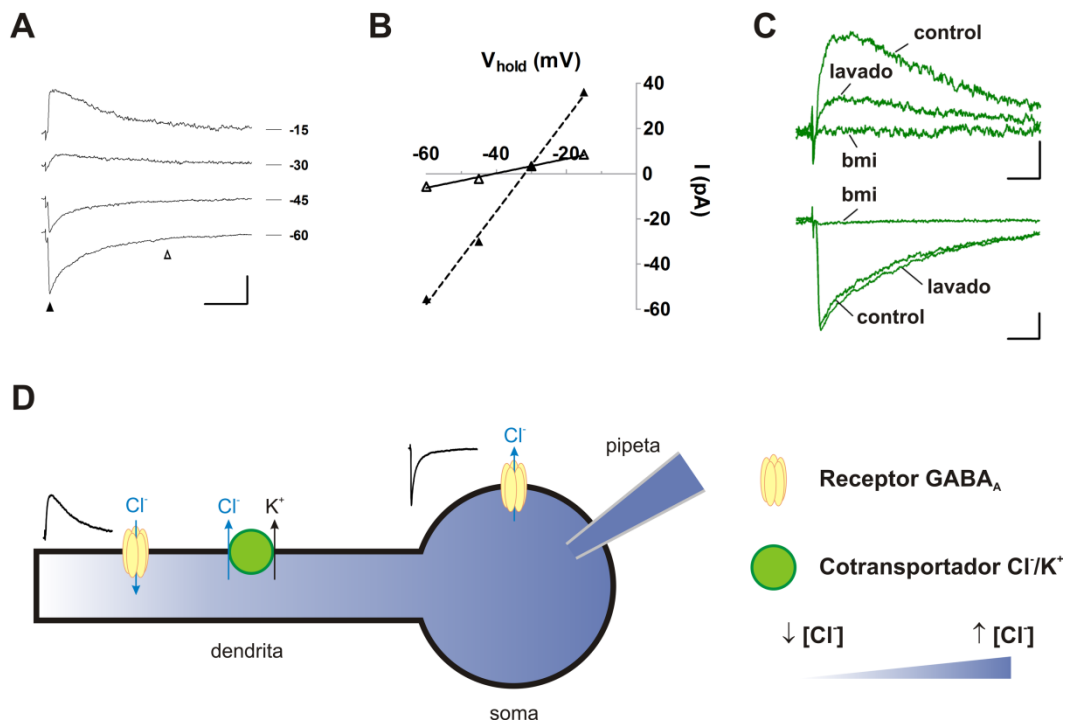 A
-15
-30
-45
-60
B
V_hold (mV)
40
20
0
-20
-40
-60
-60
-40
-20
I (pA)
C
control
lavado
bmi
bmi
lavado
control
D
Cl⁻
Cl⁻
K⁺
Cl⁻
pipeta
dendrita
soma
Receptor GABA_A
Cotransportador Cl⁻/K⁺
↓ [Cl⁻]
↑ [Cl⁻]